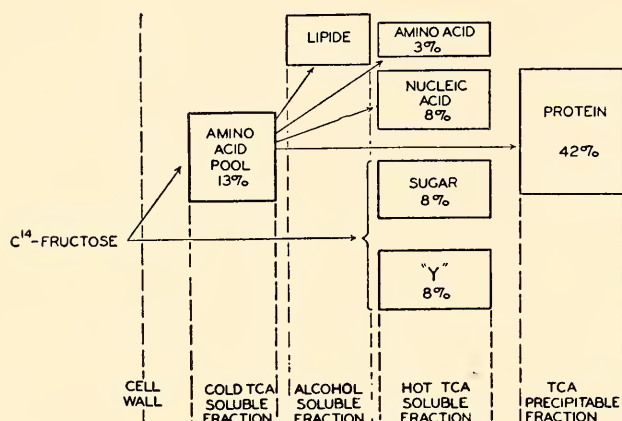 LIPIDE
AMINO ACID
3%
NUCLEIC
ACID
8%
AMINO
ACID
POOL
13%
PROTEIN
42%
SUGAR
8%
C14-FRUCTOSE
"Y"
8%
CELL
WALL
COLD TCA
SOLUBLE
FRACTION
ALCOHOL
SOLUBLE
FRACTION
HOT TCA
SOLUBLE
FRACTION
TCA
PRECIPITABLE
FRACTION